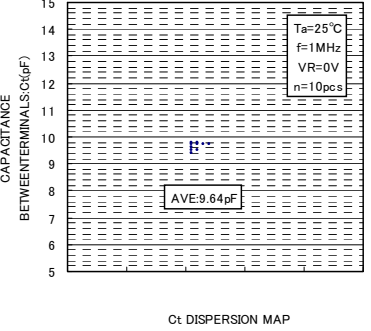 15
14
13
12
11
10
9
8
7
6
5
CAPACITANCE
BETWEENTERMINALS:Ct(pF)
Ta=25℃
f=1MHz
VR=0V
n=10pcs
AVE:9.64pF
Ct DISPERSION MAP